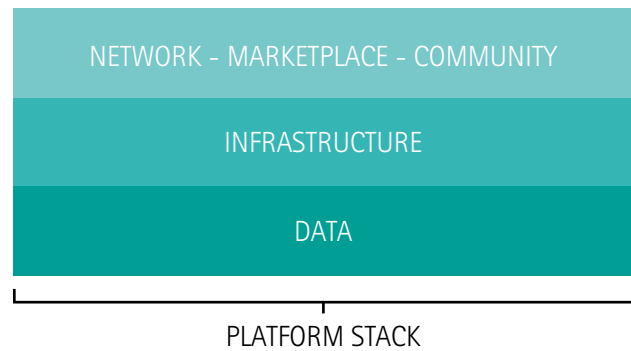 NETWORK - MARKETPLACE - COMMUNITY
INFRASTRUCTURE
DATA
PLATFORM STACK